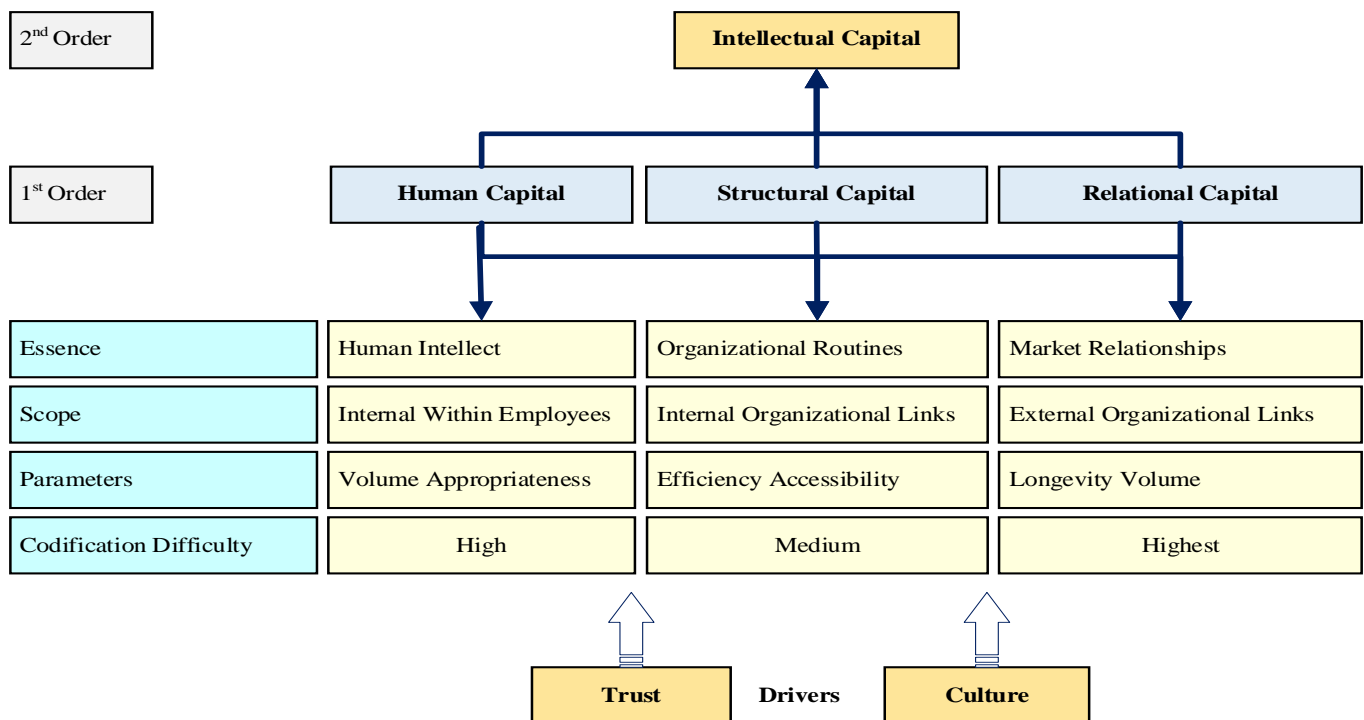 2nd Order
Intellectual Capital
1st Order
Human Capital
Structural Capital
Relational Capital
Essence
Human Intellect
Organizational Routines
Market Relationships
Scope
Internal Within Employees
Internal Organizational Links
External Organizational Links
Parameters
Volume Appropriateness
Efficiency Accessibility
Longevity Volume
Codification Difficulty
High
Medium
Highest
Trust
Drivers
Culture